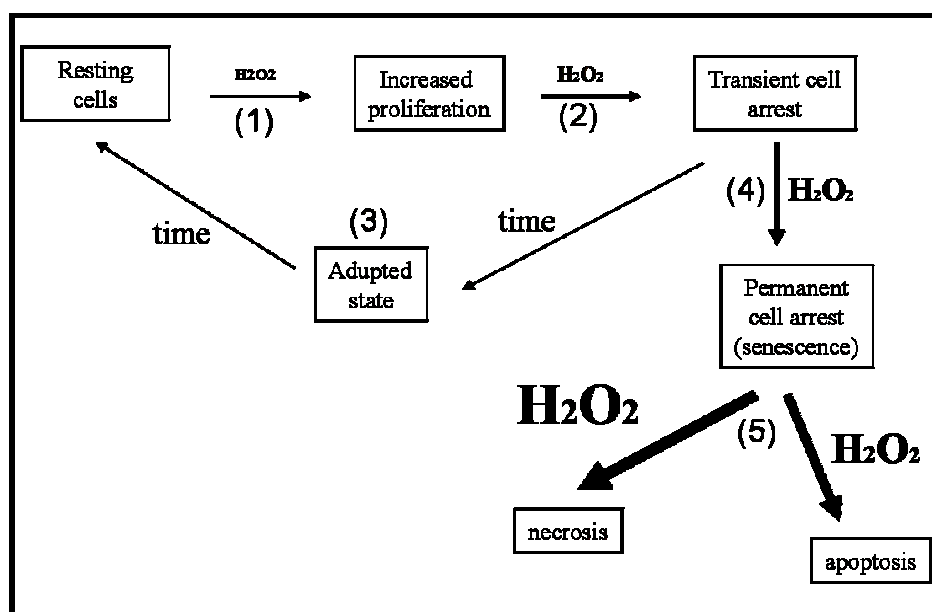 Resting
cells
H₂O₂
(1)
Increased
proliferation
H₂O₂
(2)
Transient cell
arrest
(4)
H₂O₂
time
(3)
time
Adupted
state
Permanent
cell arrest
(senescence)
H₂O₂
(5)
H₂O₂
necrosis
apoptosis